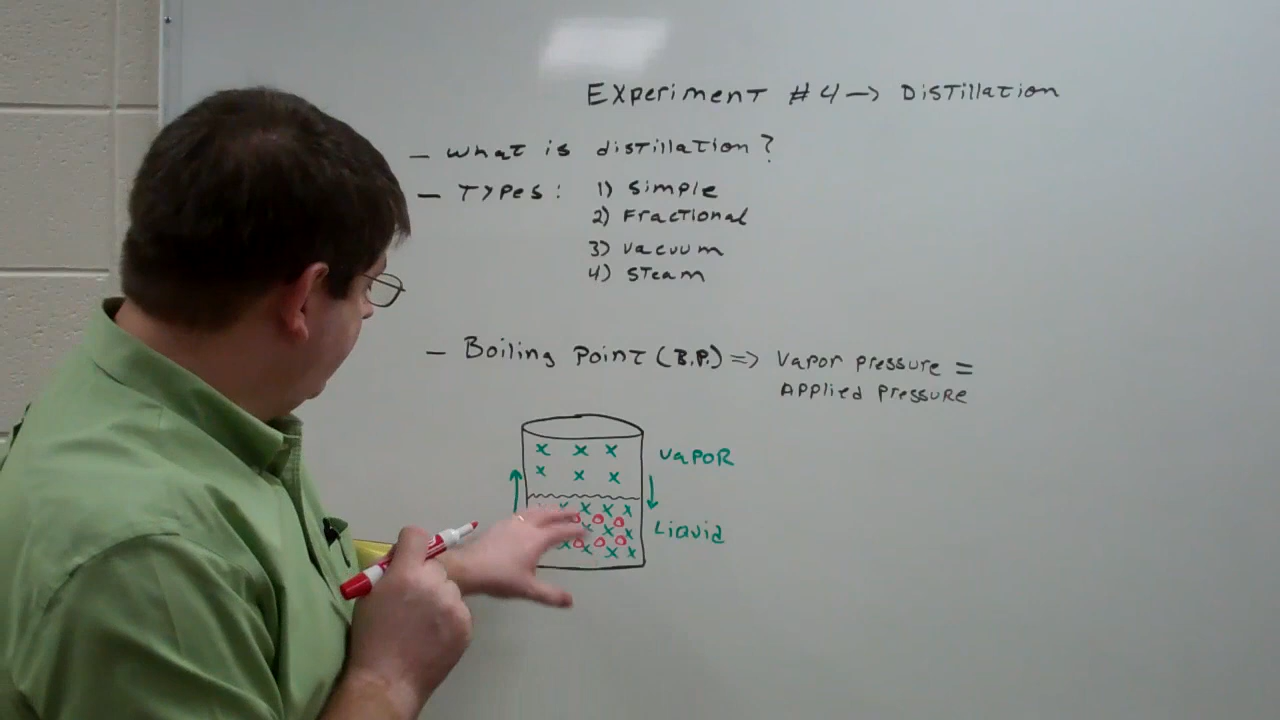 Experiment #4 → Distillation
– What is distillation?
– Types: 1) Simple
2) Fractional
3) Vacuum
4) Steam
– Boiling Point (B.P.) ⇒ Vapor pressure =
Applied pressure
x x x
Vapor
x x x
Liquid